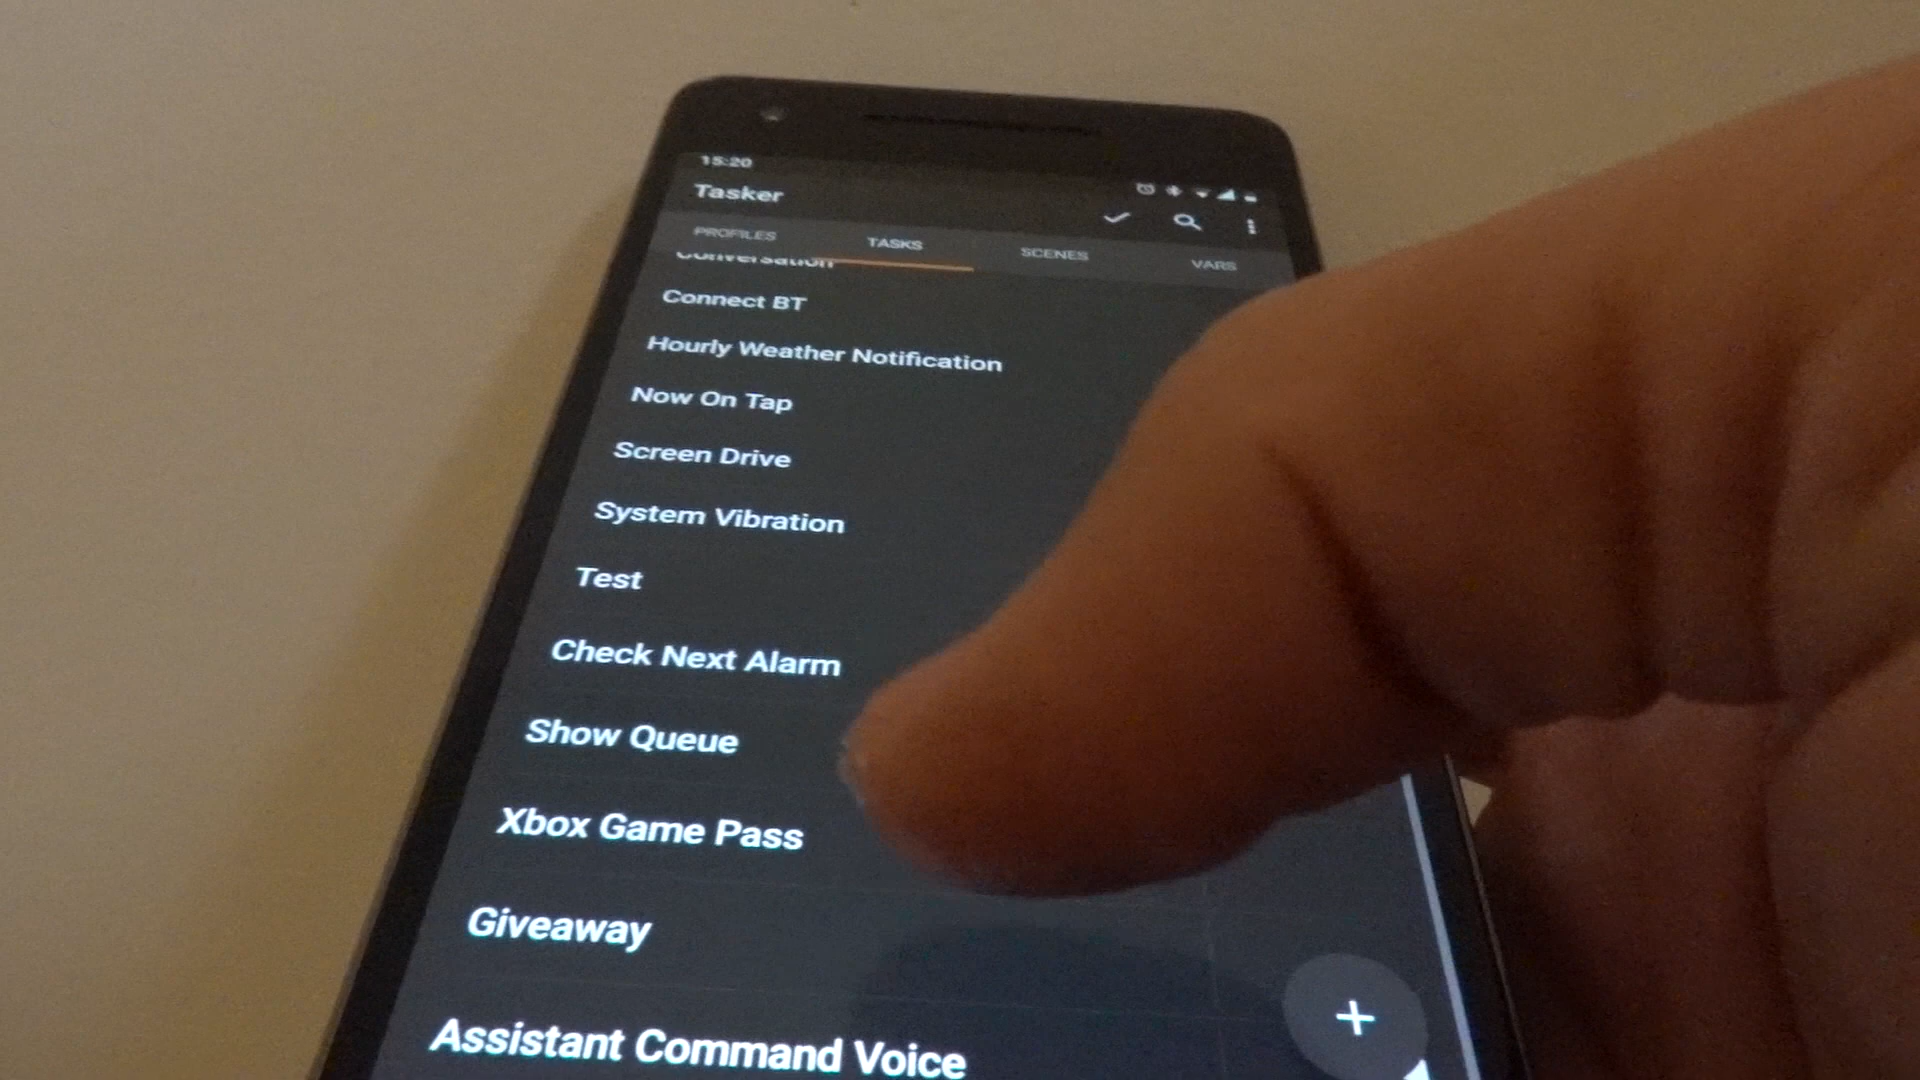 15:20
Tasker
PROFILES TASKS SCENES VARS
Conversation
Connect BT
Hourly Weather Notification
Now On Tap
Screen Drive
System Vibration
Test
Check Next Alarm
Show Queue
Xbox Game Pass
Giveaway
Assistant Command Voice